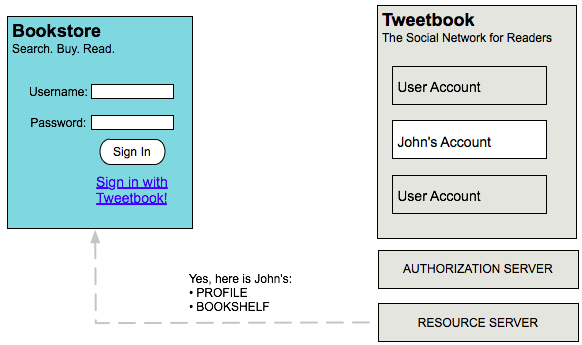 Bookstore
Search. Buy. Read.
Username:
Password:
Sign In
Sign in with
Tweetbook!
Tweetbook
The Social Network for Readers
User Account
John's Account
User Account
AUTHORIZATION SERVER
Yes, here is John's:
• PROFILE
• BOOKSHELF
RESOURCE SERVER